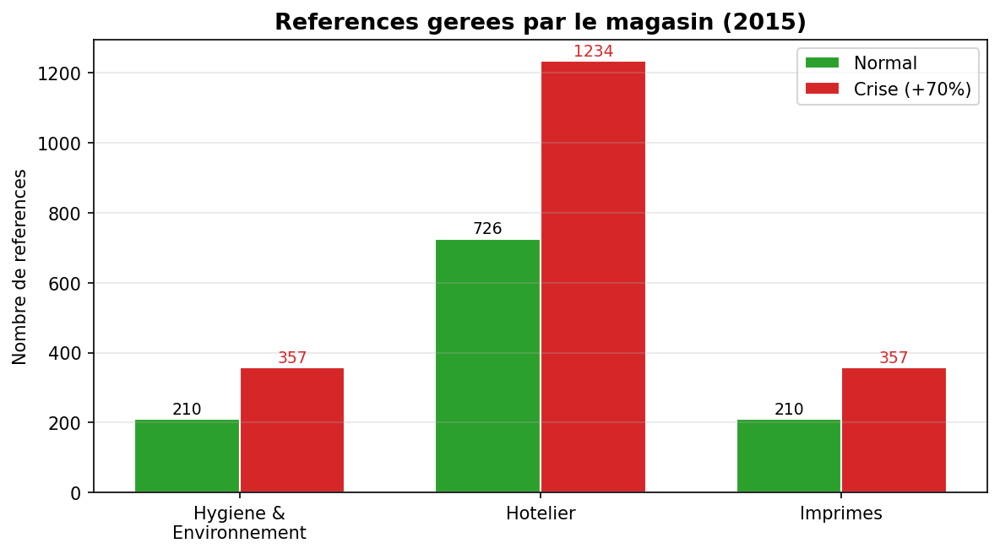 References gerees par le magasin (2015)
Nombre de references
1200
1000
800
600
400
200
0
Normal
Crise (+70%)
210
357
726
1234
210
357
Hygiene &
Environnement
Hotelier
Imprimes